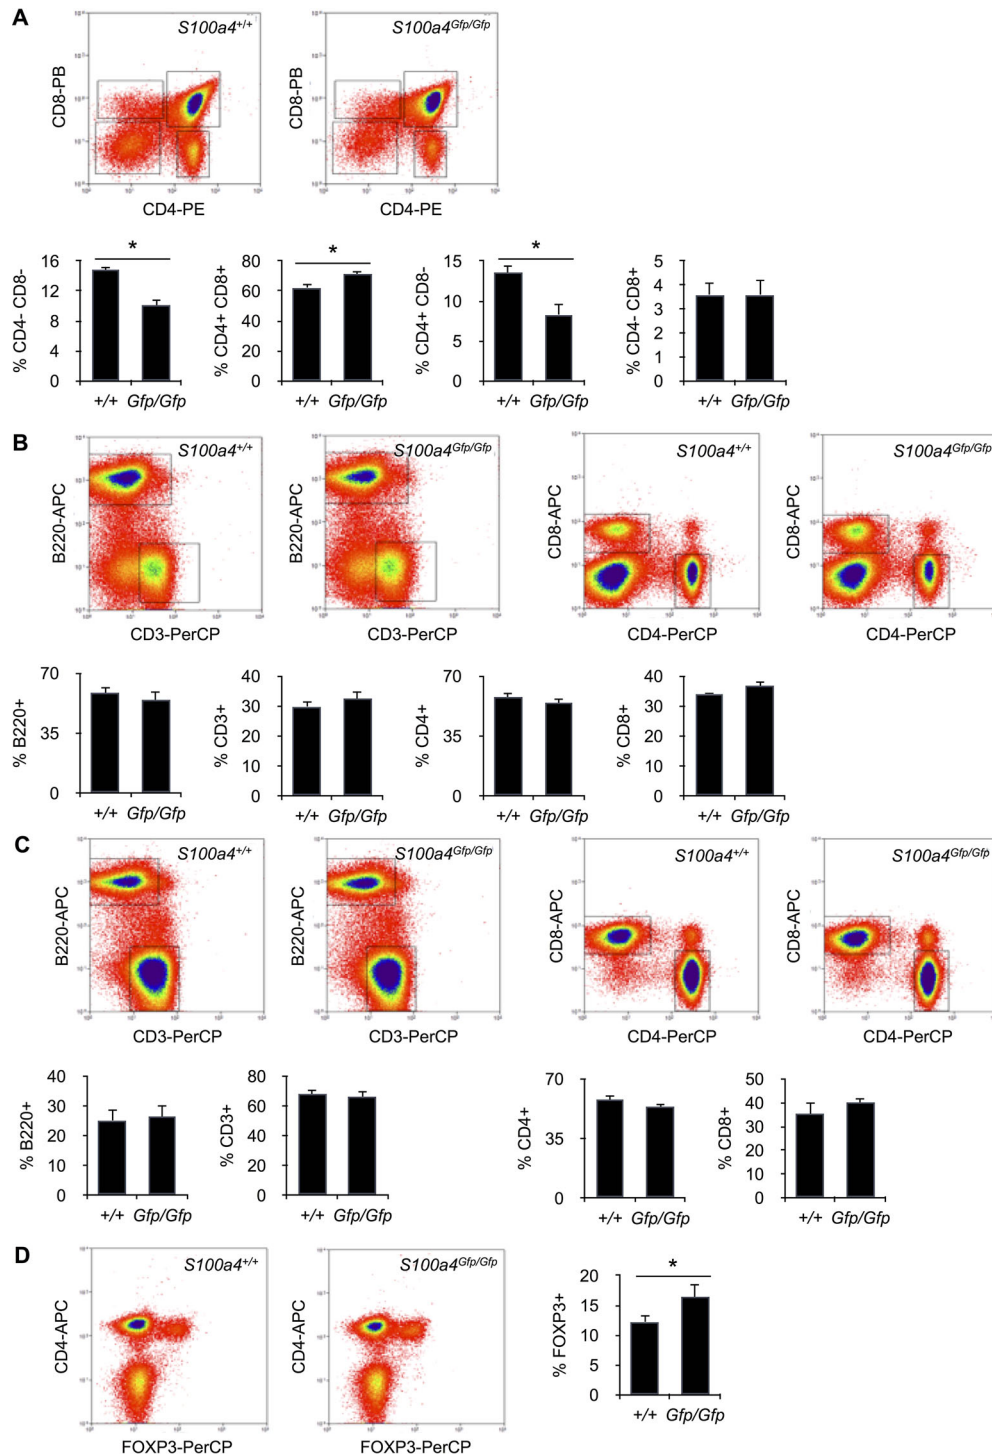 A
S100a4+/+
S100a4Gfp/Gfp
CD8-PB
CD8-PB
CD4-PE
CD4-PE
*
*
*
% CD4- CD8-
16
12
8
4
0
+/+ Gfp/Gfp
% CD4+ CD8+
80
60
40
20
0
+/+ Gfp/Gfp
% CD4+ CD8-
15
10
5
0
+/+ Gfp/Gfp
% CD4- CD8+
5
4
3
2
1
0
+/+ Gfp/Gfp
B
S100a4+/+
S100a4Gfp/Gfp
S100a4+/+
S100a4Gfp/Gfp
B220-APC
B220-APC
CD8-APC
CD8-APC
CD3-PerCP
CD3-PerCP
CD4-PerCP
CD4-PerCP
% B220+
70
35
0
+/+ Gfp/Gfp
% CD3+
40
30
20
10
0
+/+ Gfp/Gfp
% CD4+
70
35
0
+/+ Gfp/Gfp
% CD8+
40
30
20
10
0
+/+ Gfp/Gfp
C
S100a4+/+
S100a4Gfp/Gfp
S100a4+/+
S100a4Gfp/Gfp
B220-APC
B220-APC
CD8-APC
CD8-APC
CD3-PerCP
CD3-PerCP
CD4-PerCP
CD4-PerCP
% B220+
40
30
20
10
0
+/+ Gfp/Gfp
% CD3+
80
60
40
20
0
+/+ Gfp/Gfp
% CD4+
70
35
0
+/+ Gfp/Gfp
% CD8+
50
40
30
20
10
0
+/+ Gfp/Gfp
D
S100a4+/+
S100a4Gfp/Gfp
CD4-APC
CD4-APC
FOXP3-PerCP
FOXP3-PerCP
*
% FOXP3+
20
15
10
5
0
+/+ Gfp/Gfp